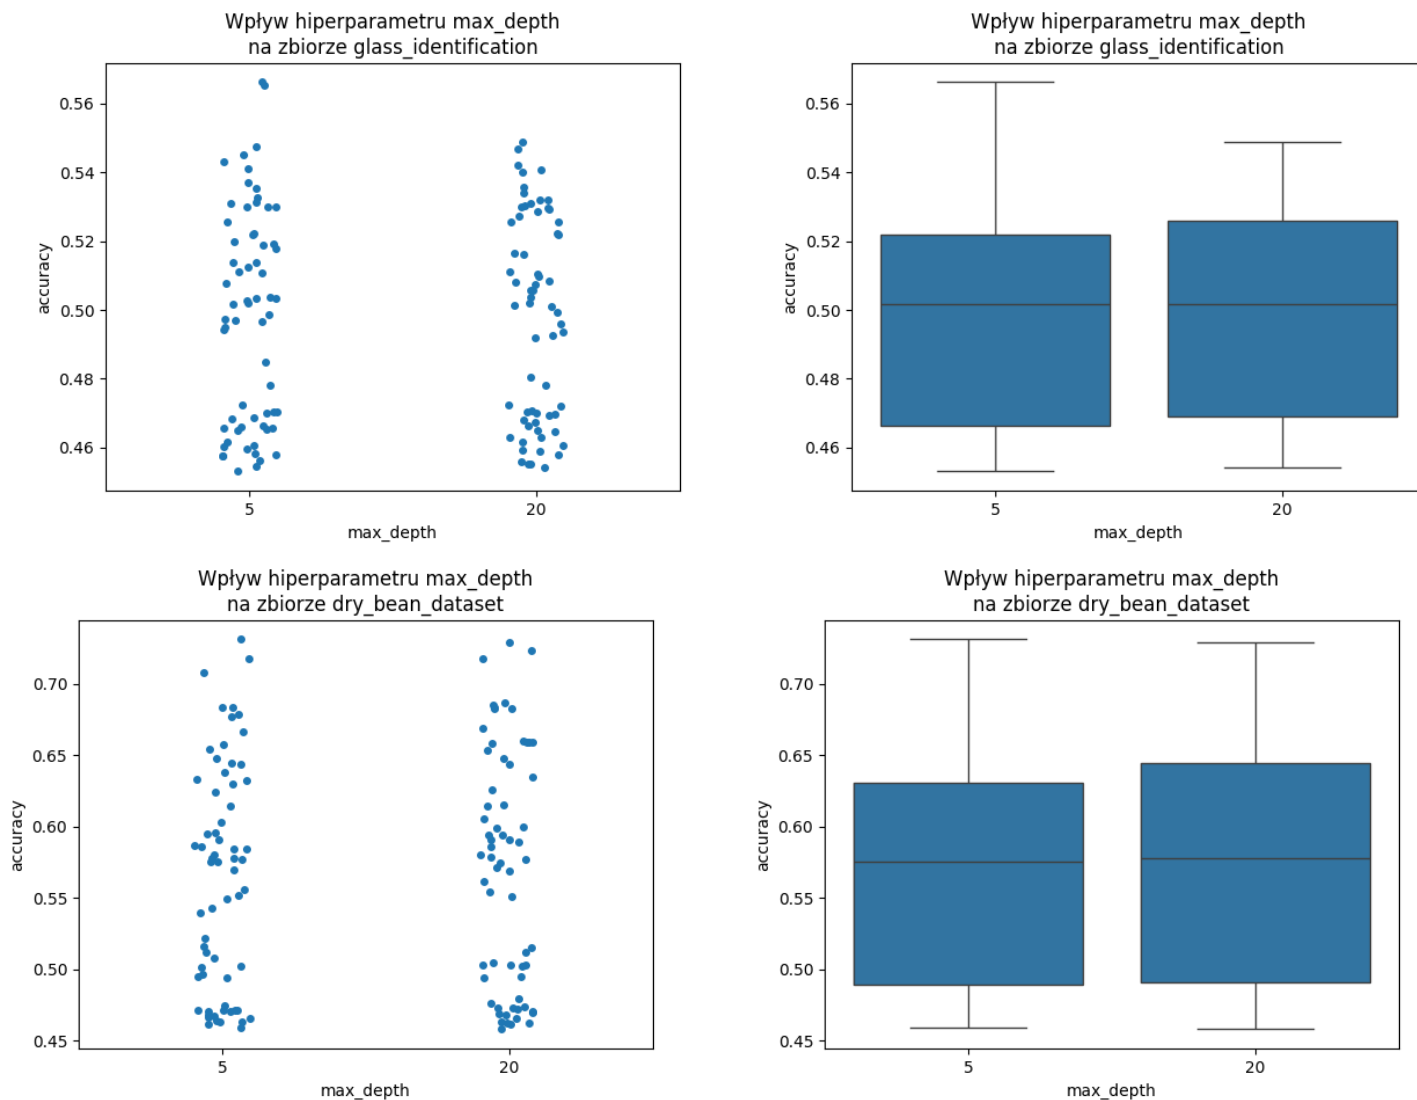 Wpływ hiperparametru max_depth
na zbiorze glass_identification
0.56
0.54
0.52
0.50
0.48
0.46
accuracy
5
20
max_depth
Wpływ hiperparametru max_depth
na zbiorze glass_identification
0.56
0.54
0.52
0.50
0.48
0.46
accuracy
5
20
max_depth
Wpływ hiperparametru max_depth
na zbiorze dry_bean_dataset
0.70
0.65
0.60
0.55
0.50
0.45
accuracy
5
20
max_depth
Wpływ hiperparametru max_depth
na zbiorze dry_bean_dataset
0.70
0.65
0.60
0.55
0.50
0.45
accuracy
5
20
max_depth